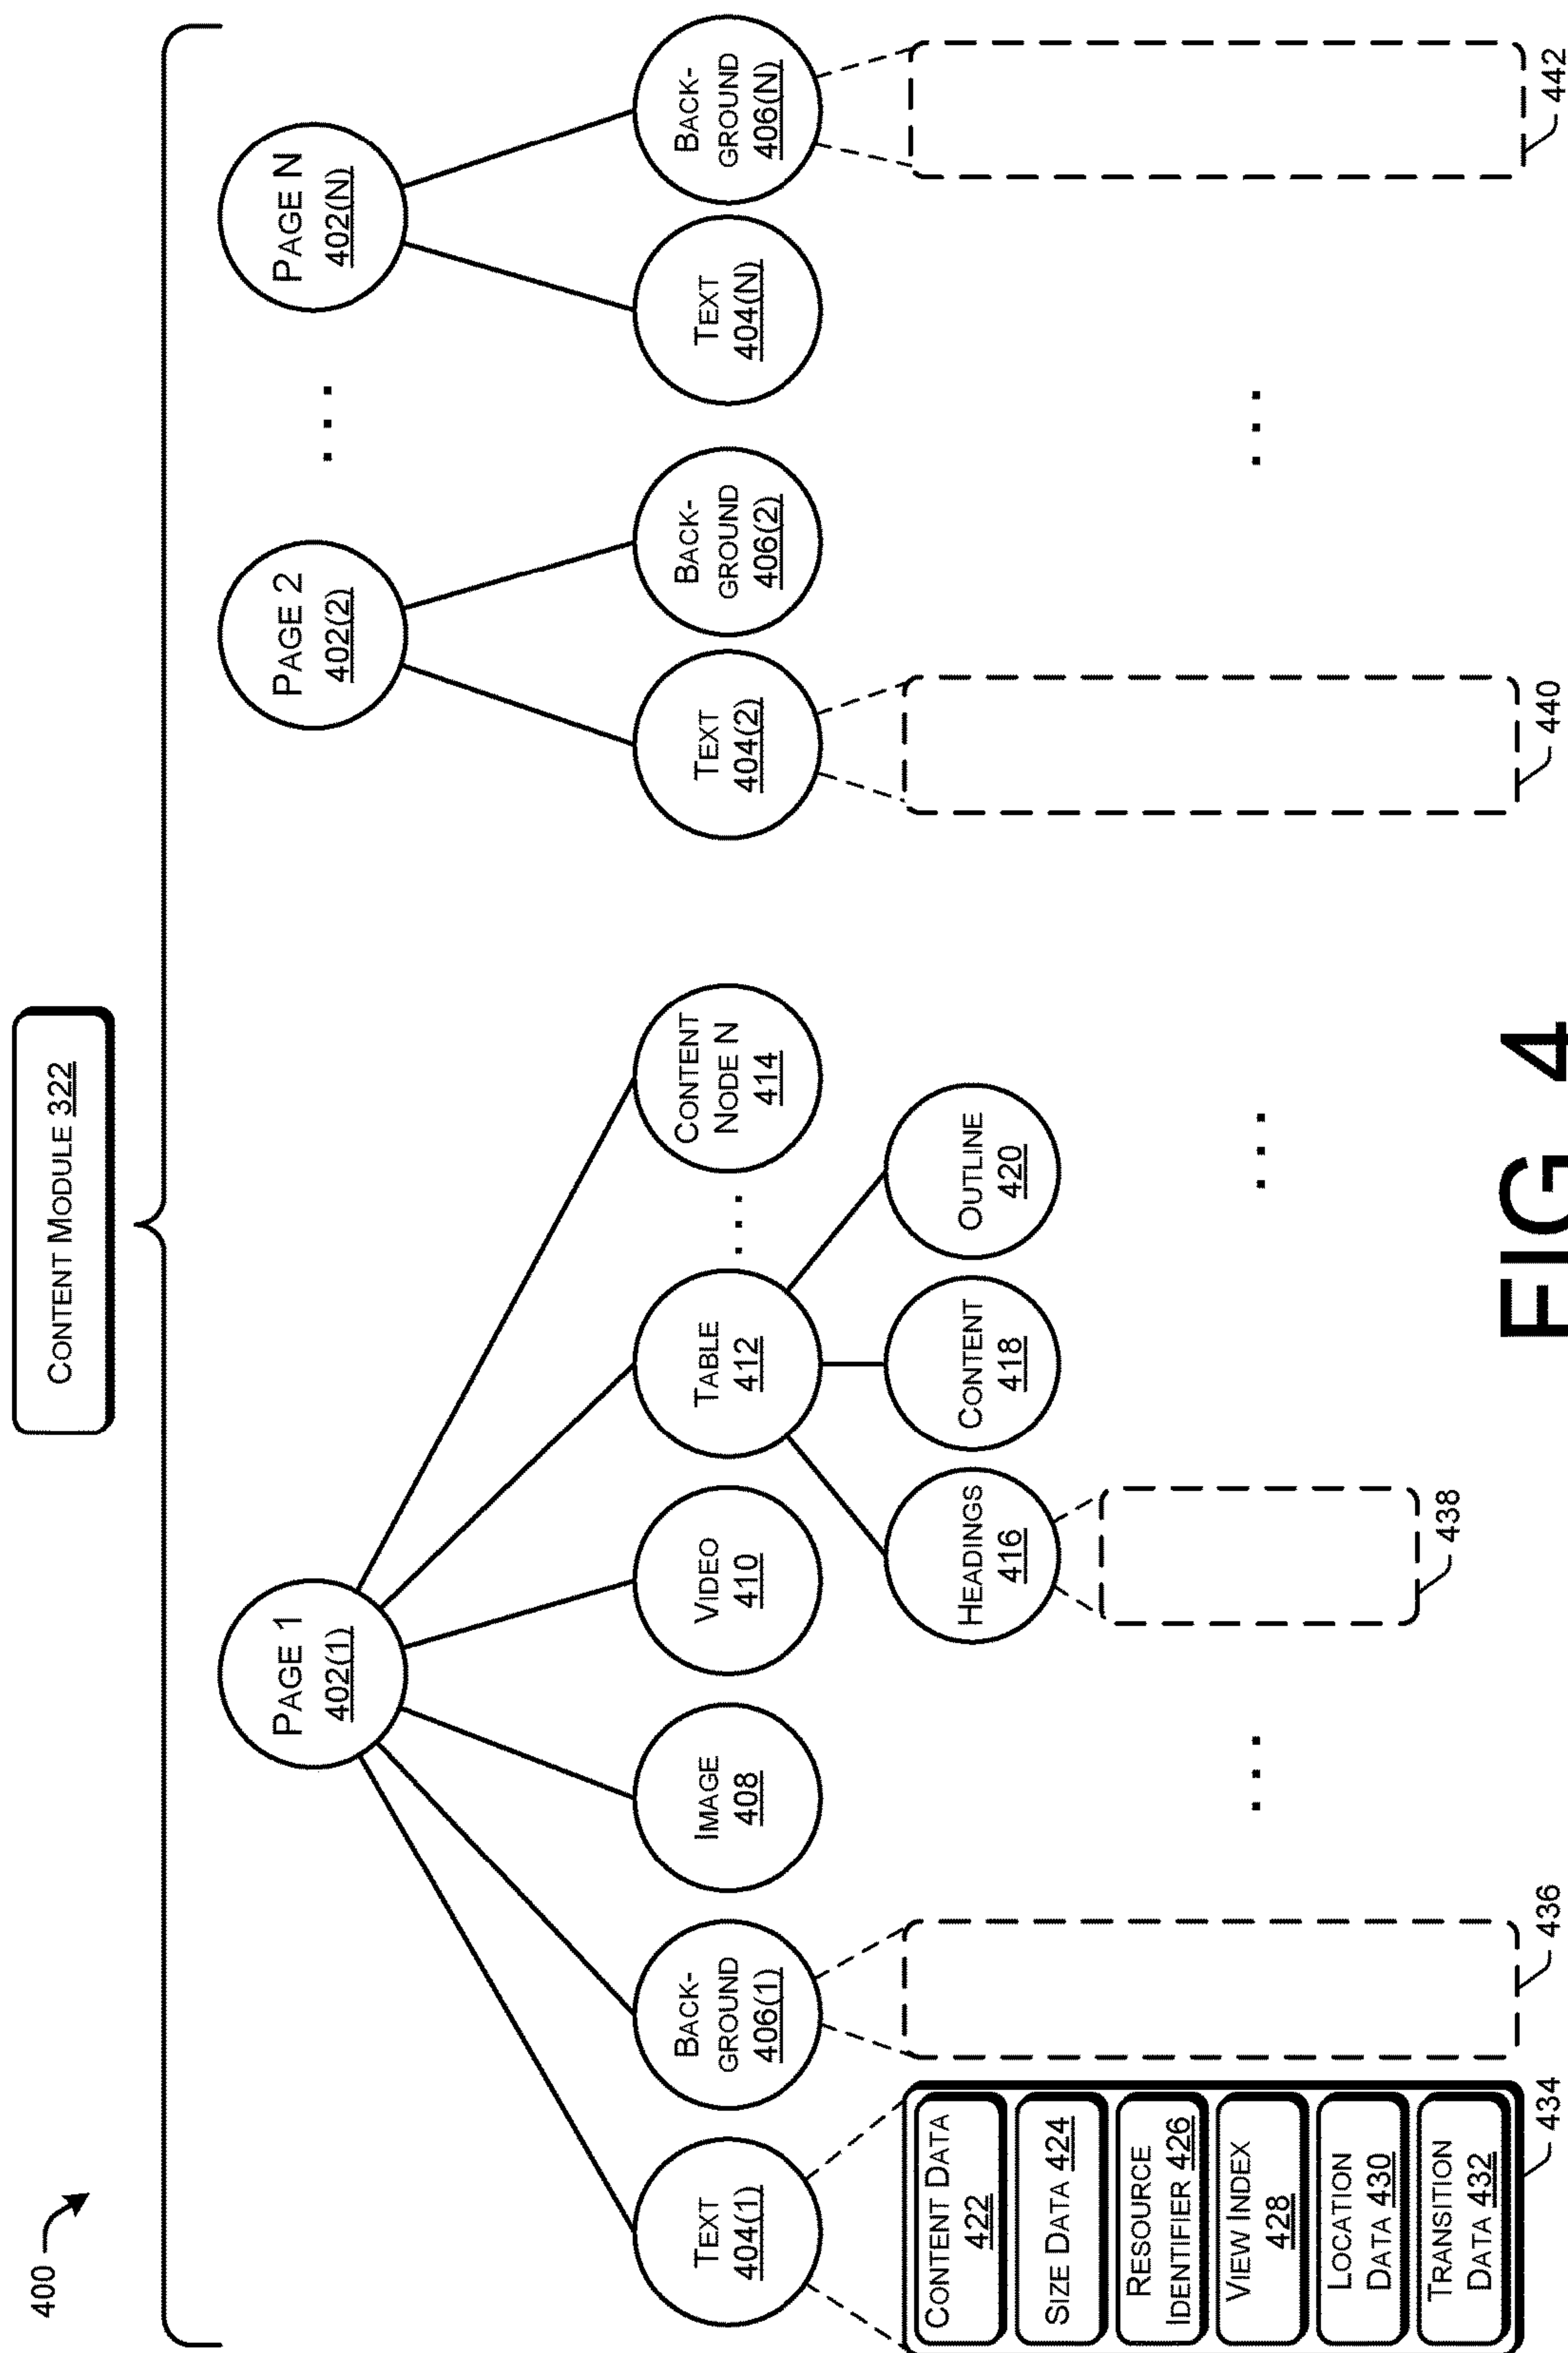 400
CONTENT MODULE 322
PAGE 1
402(1)
PAGE 2
402(2)
. . .
PAGE N
402(N)
TEXT
404(1)
BACK-
GROUND
406(1)
IMAGE
408
VIDEO
410
TABLE
412
. . .
CONTENT
NODE N
414
TEXT
404(2)
BACK-
GROUND
406(2)
TEXT
404(N)
BACK-
GROUND
406(N)
HEADINGS
416
CONTENT
418
OUTLINE
420
CONTENT DATA
422
SIZE DATA 424
RESOURCE
IDENTIFIER 426
VIEW INDEX
428
LOCATION
DATA 430
TRANSITION
DATA 432
. . .
. . .
. . .
434
436
438
440
442
FIG 4